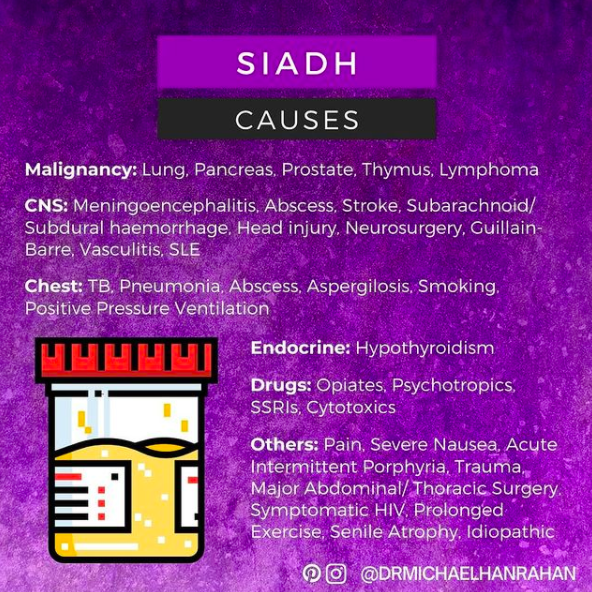 SIADH
CAUSES
Malignancy: Lung, Pancreas, Prostate, Thymus, Lymphoma
CNS: Meningoencephalitis, Abscess, Stroke, Subarachnoid/
Subdural haemorrhage, Head injury, Neurosurgery, Guillain-
Barre, Vasculitis, SLE
Chest: TB, Pneumonia, Abscess, Aspergilosis, Smoking,
Positive Pressure Ventilation
Endocrine: Hypothyroidism
Drugs: Opiates, Psychotropics,
SSRIs, Cytotoxics
Others: Pain, Severe Nausea, Acute
Intermittent Porphyria, Trauma,
Major Abdominal/ Thoracic Surgery,
Symptomatic HIV, Prolonged
Exercise, Senile Atrophy, Idiopathic
@DRMICHAELHANRAHAN